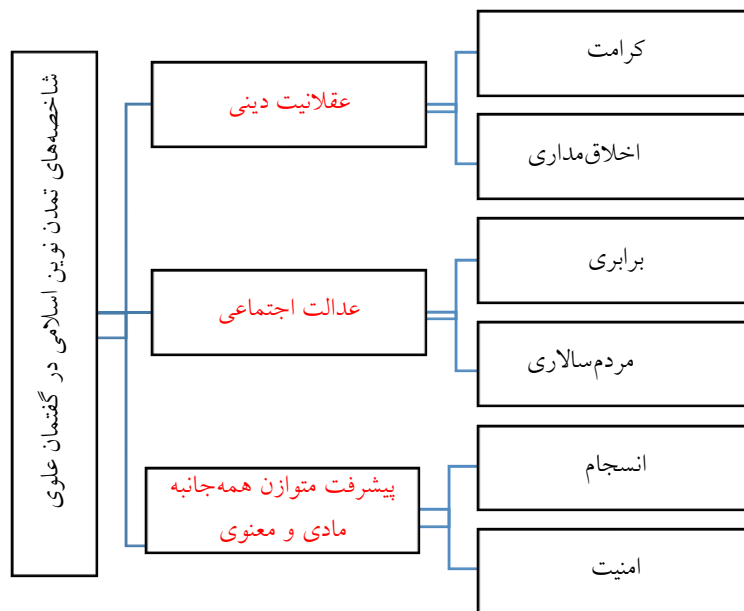 شاخصه‌های تمدن نوین اسلامی در گفتمان علوی
عقلانیت دینی
کرامت
اخلاق‌مداری
عدالت اجتماعی
برابری
مردم‌سالاری
پیشرفت متوازن همه‌جانبه
مادی و معنوی
انسجام
امنیت